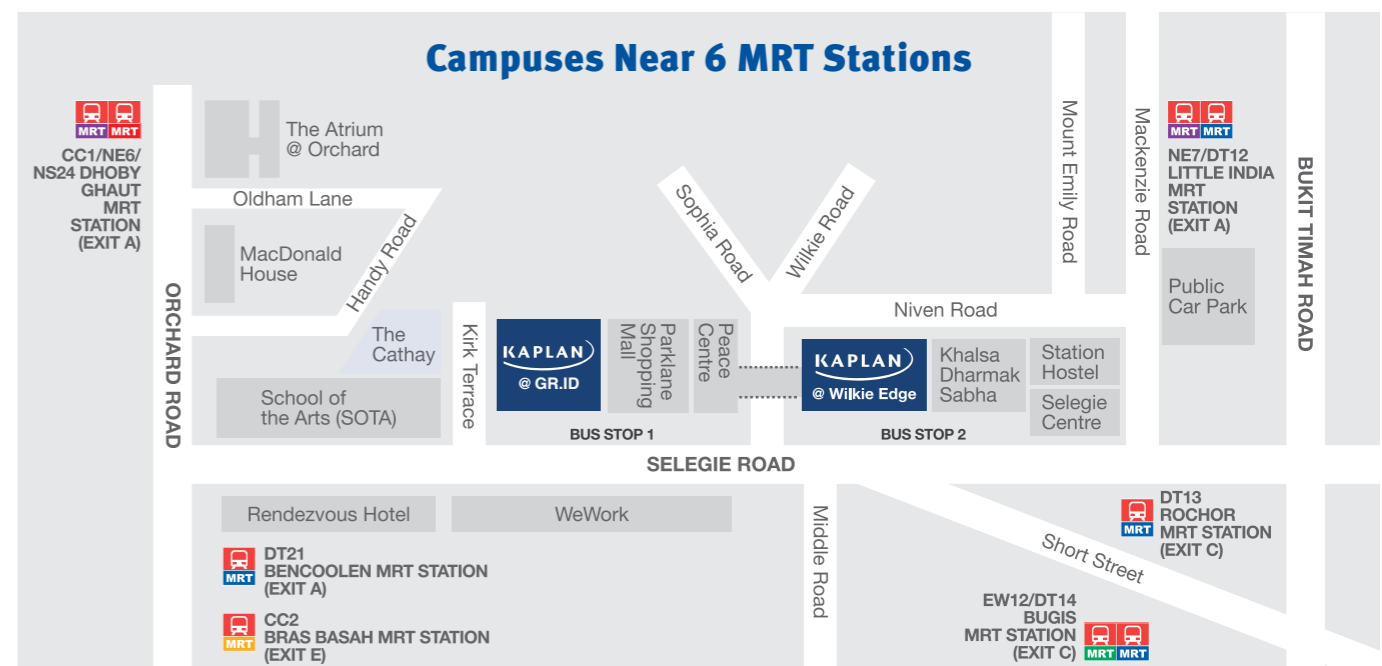 Campuses Near 6 MRT Stations
MRT MRT
CC1/NE6/
NS24 DHOBY
GHAUT
MRT
STATION
(EXIT A)
The Atrium
@ Orchard
Oldham Lane
MacDonald
House
Handy Road
ORCHARD ROAD
The
Cathay
School of
the Arts (SOTA)
Kirk Terrace
KAPLAN
@ GR.ID
Parklane
Shopping
Mall
Peace
Centre
BUS STOP 1
Sophia Road
Wilkie Road
Niven Road
KAPLAN
@ Wilkie Edge
Khalsa
Dharmak
Sabha
Station
Hostel
Selegie
Centre
BUS STOP 2
Mount Emily Road
Mackenzie Road
MRT MRT
NE7/DT12
LITTLE INDIA
MRT
STATION
(EXIT A)
Public
Car Park
BUKIT TIMAH ROAD
SELEGIE ROAD
Rendezvous Hotel
WeWork
MRT
DT21
BENCOOLEN MRT STATION
(EXIT A)
MRT
CC2
BRAS BASAH MRT STATION
(EXIT E)
Middle Road
Short Street
MRT
DT13
ROCHOR
MRT STATION
(EXIT C)
EW12/DT14
BUGIS
MRT STATION
(EXIT C)
MRT MRT